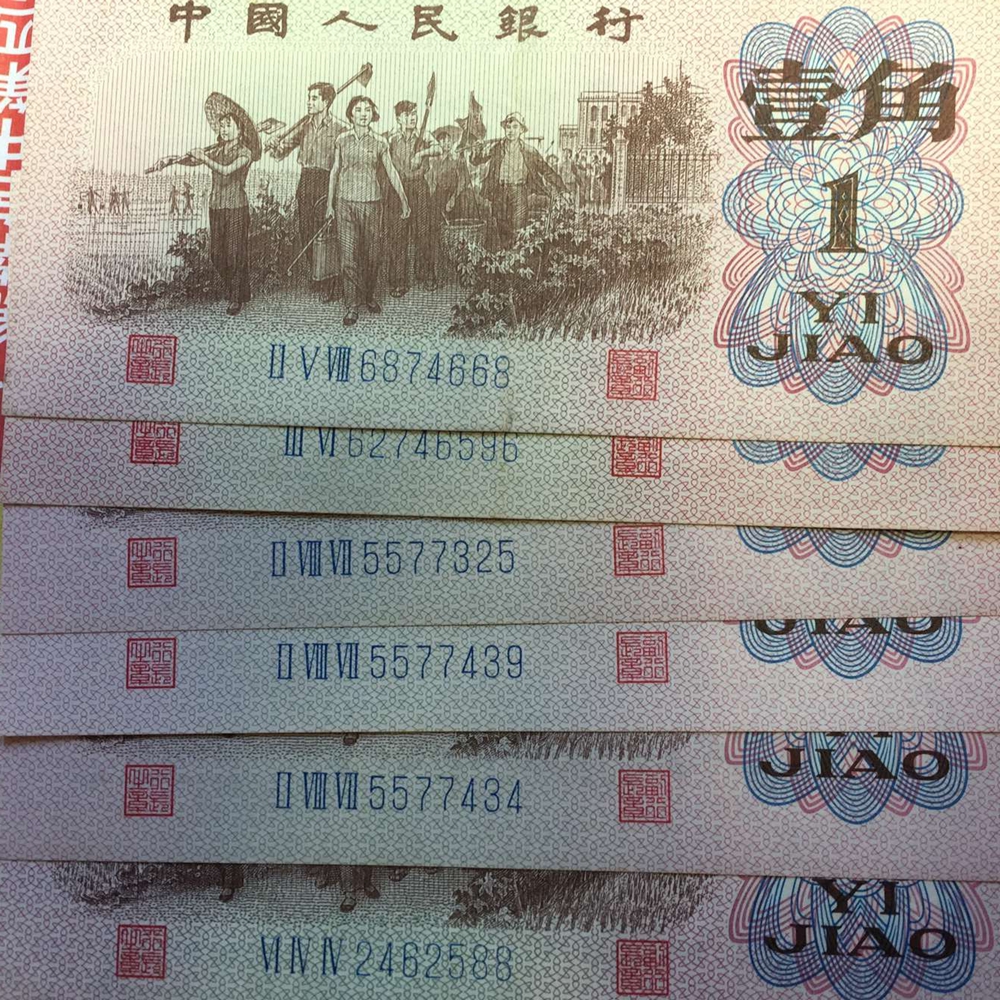 中國人民銀行
壹角
1
YI
JIAO
II V VIII 6874668
III VI 62746596
II VIII VII 5577325
JIAO
II VIII VII 5577439
YI
JIAO
II VIII VII 5577434
YI
JIAO
VI IV IV 2462588